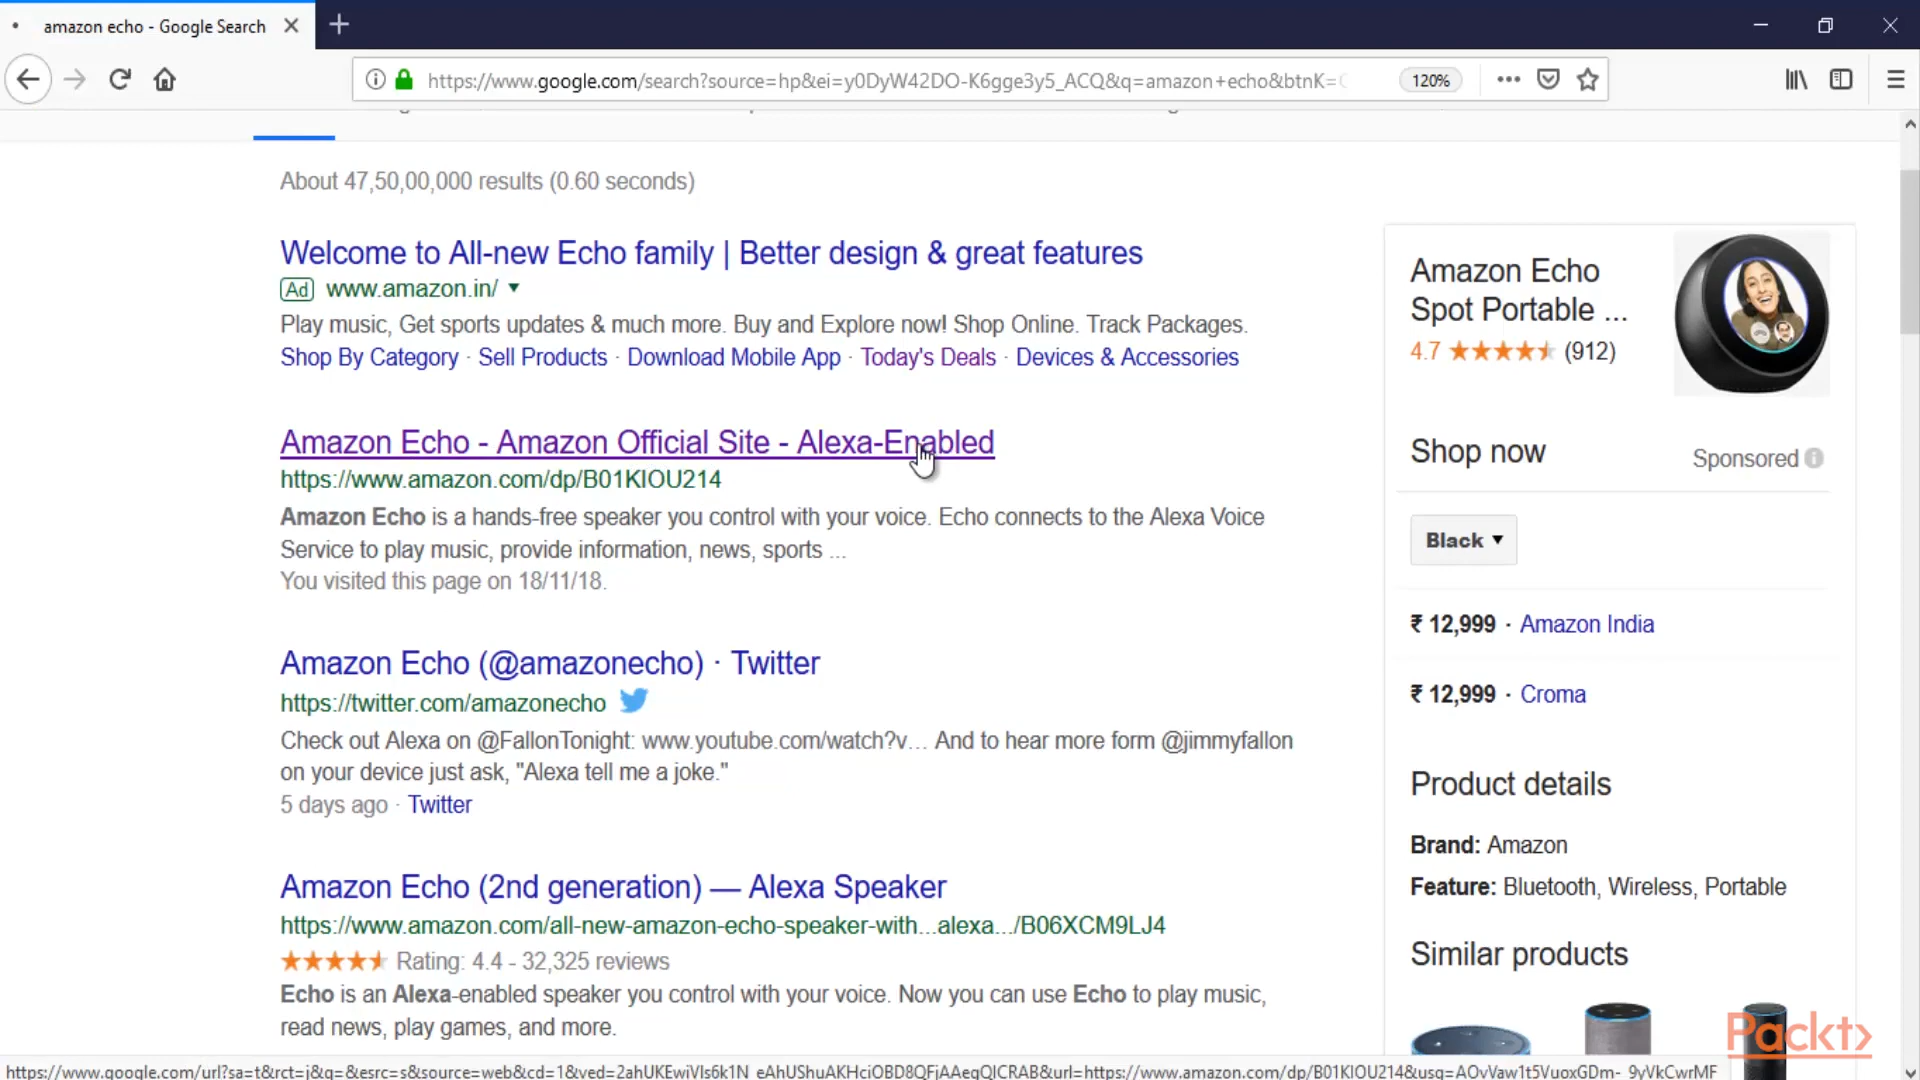 amazon echo - Google Search
https://www.google.com/search?source=hp&ei=y0DyW42DO-K6gge3y5_ACQ&q=amazon+echo&btnK=
120%
About 47,50,00,000 results (0.60 seconds)
Welcome to All-new Echo family | Better design & great features
Ad www.amazon.in/
Play music, Get sports updates & much more. Buy and Explore now! Shop Online. Track Packages.
Shop By Category · Sell Products · Download Mobile App · Today's Deals · Devices & Accessories
Amazon Echo - Amazon Official Site - Alexa-Enabled
https://www.amazon.com/dp/B01KIOU214
Amazon Echo is a hands-free speaker you control with your voice. Echo connects to the Alexa Voice
Service to play music, provide information, news, sports ...
You visited this page on 18/11/18.
Amazon Echo (@amazonecho) · Twitter
https://twitter.com/amazonecho
Check out Alexa on @FallonTonight: www.youtube.com/watch?v... And to hear more form @jimmyfallon
on your device just ask, "Alexa tell me a joke."
5 days ago · Twitter
Amazon Echo (2nd generation) — Alexa Speaker
https://www.amazon.com/all-new-amazon-echo-speaker-with...alexa.../B06XCM9LJ4
Rating: 4.4 - 32,325 reviews
Echo is an Alexa-enabled speaker you control with your voice. Now you can use Echo to play music,
read news, play games, and more.
Amazon Echo
Spot Portable ...
4.7 (912)
Shop now
Sponsored
Black
₹ 12,999 · Amazon India
₹ 12,999 · Croma
Product details
Brand: Amazon
Feature: Bluetooth, Wireless, Portable
Similar products
Packt>
https://www.google.com/url?sa=t&rct=j&q=&esrc=s&source=web&cd=1&ved=2ahUKEwiVls6k1N_eAhUShuAKHciOBD8QFjAAegQICRAB&url=https://www.amazon.com/dp/B01KIOU214&usg=AOvVaw1t5VuoxGDm-_9yVkCwrMF